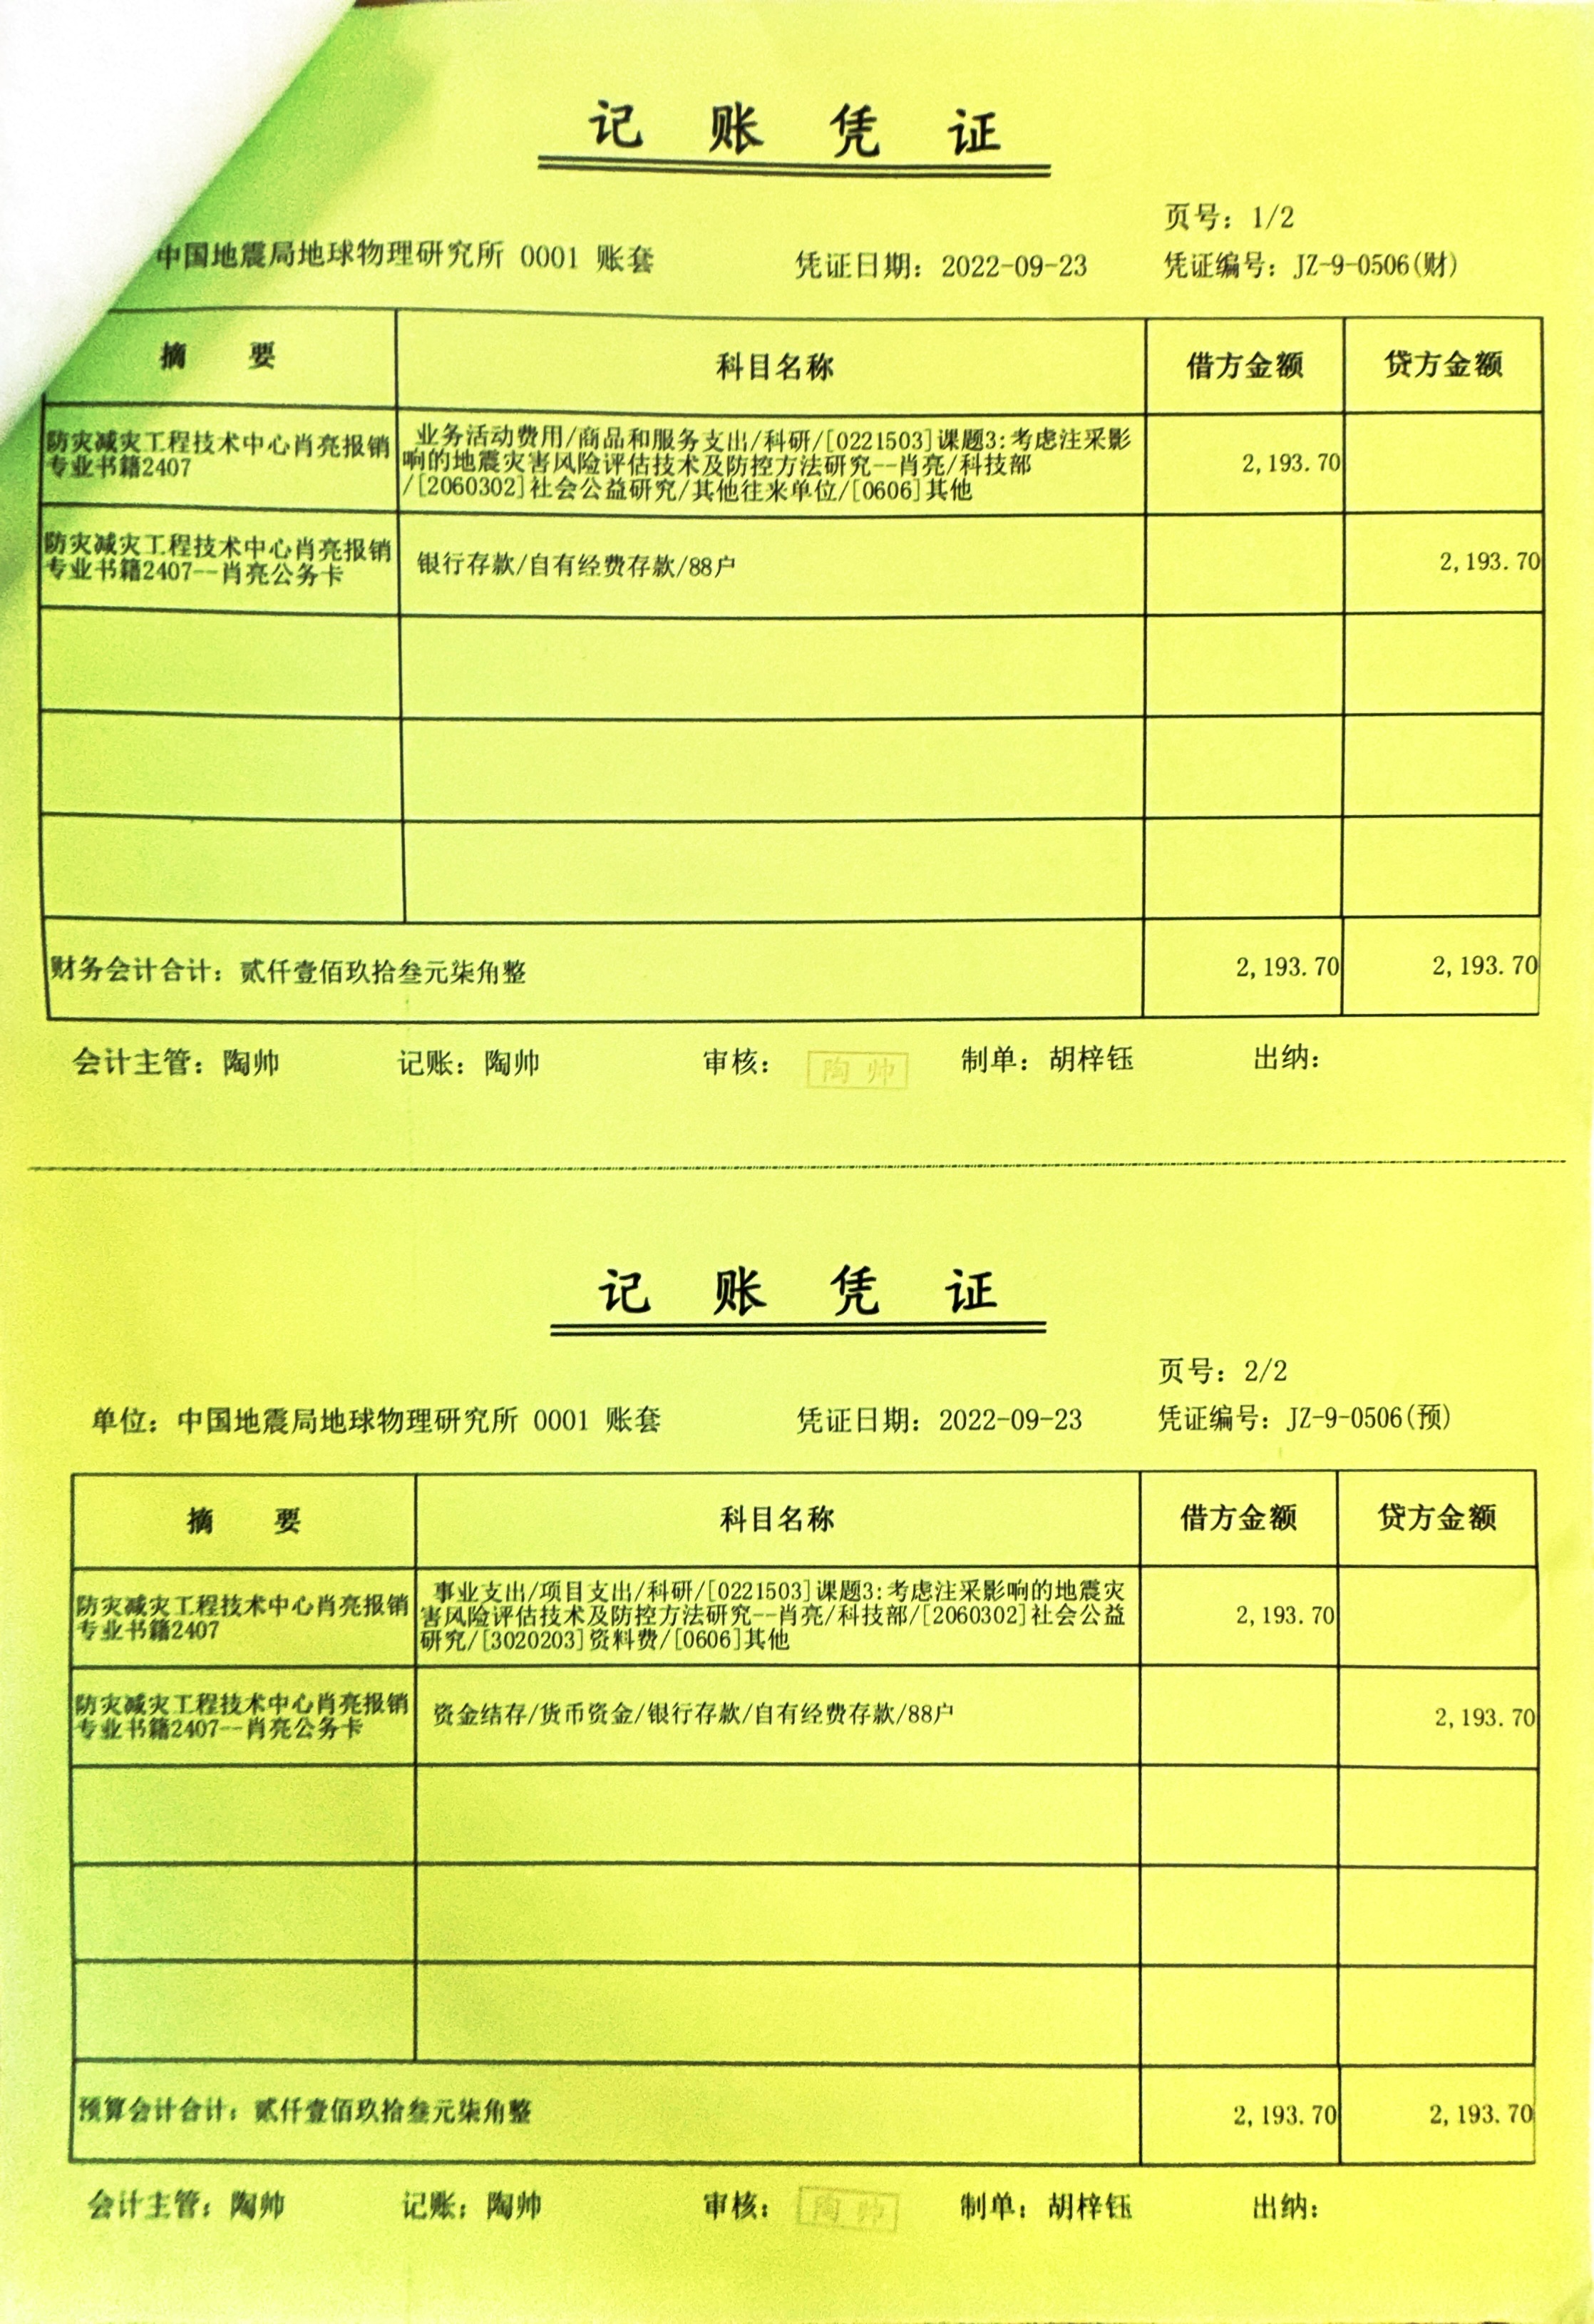 记 账 凭 证
页号：1/2
中国地震局地球物理研究所 0001 账套 凭证日期：2022-09-23 凭证编号：JZ-9-0506(财)
摘 要 科目名称 借方金额 贷方金额
防灾减灾工程技术中心肖亮报销
专业书籍2407
业务活动费用/商品和服务支出/科研/[0221503]课题3:考虑注采影
响的地震灾害风险评估技术及防控方法研究--肖亮/科技部
/[2060302]社会公益研究/其他往来单位/[0606]其他
2,193.70
防灾减灾工程技术中心肖亮报销
专业书籍2407--肖亮公务卡
银行存款/自有经费存款/88户
2,193.70
财务会计合计：贰仟壹佰玖拾叁元柒角整 2,193.70 2,193.70
会计主管：陶帅 记账：陶帅 审核： 陶帅 制单：胡梓钰 出纳：
记 账 凭 证
页号：2/2
单位：中国地震局地球物理研究所 0001 账套 凭证日期：2022-09-23 凭证编号：JZ-9-0506(预)
摘 要 科目名称 借方金额 贷方金额
防灾减灾工程技术中心肖亮报销
专业书籍2407
事业支出/项目支出/科研/[0221503]课题3:考虑注采影响的地震灾
害风险评估技术及防控方法研究--肖亮/科技部/[2060302]社会公益
研究/[3020203]资料费/[0606]其他
2,193.70
防灾减灾工程技术中心肖亮报销
专业书籍2407--肖亮公务卡
资金结存/货币资金/银行存款/自有经费存款/88户
2,193.70
预算会计合计：贰仟壹佰玖拾叁元柒角整 2,193.70 2,193.70
会计主管：陶帅 记账：陶帅 审核： 陶帅 制单：胡梓钰 出纳：